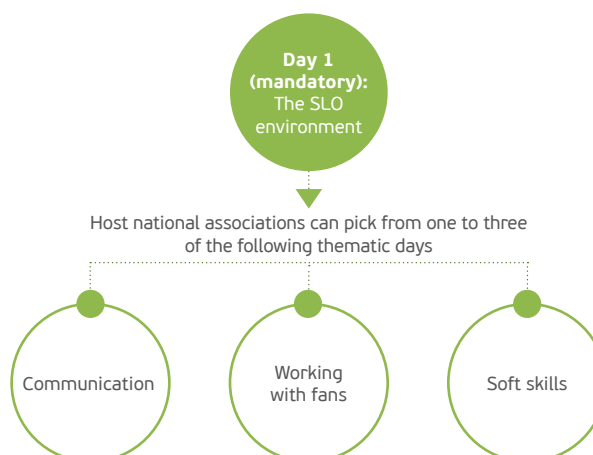 Day 1
(mandatory):
The SLO
environment
Host national associations can pick from one to three
of the following thematic days
Communication
Working
with fans
Soft skills